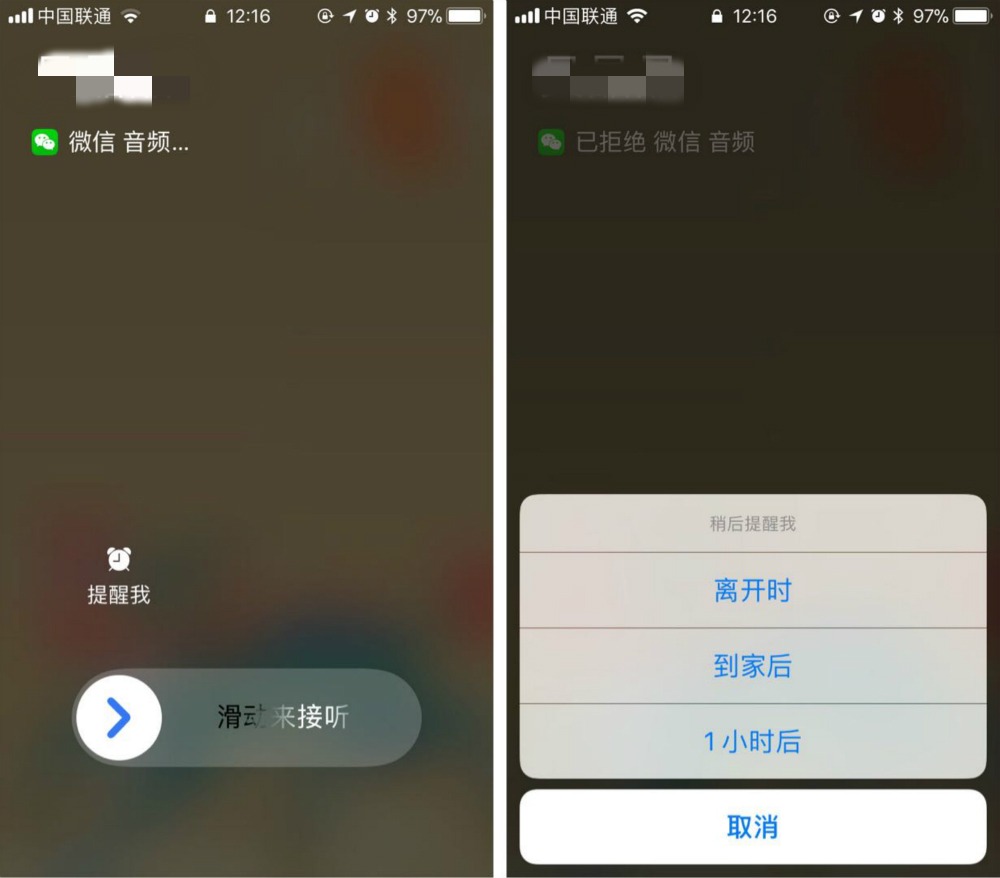 中国联通 12:16 97%
微信 音频...
提醒我
滑动来接听
中国联通 12:16 97%
已拒绝 微信 音频
稍后提醒我
离开时
到家后
1小时后
取消